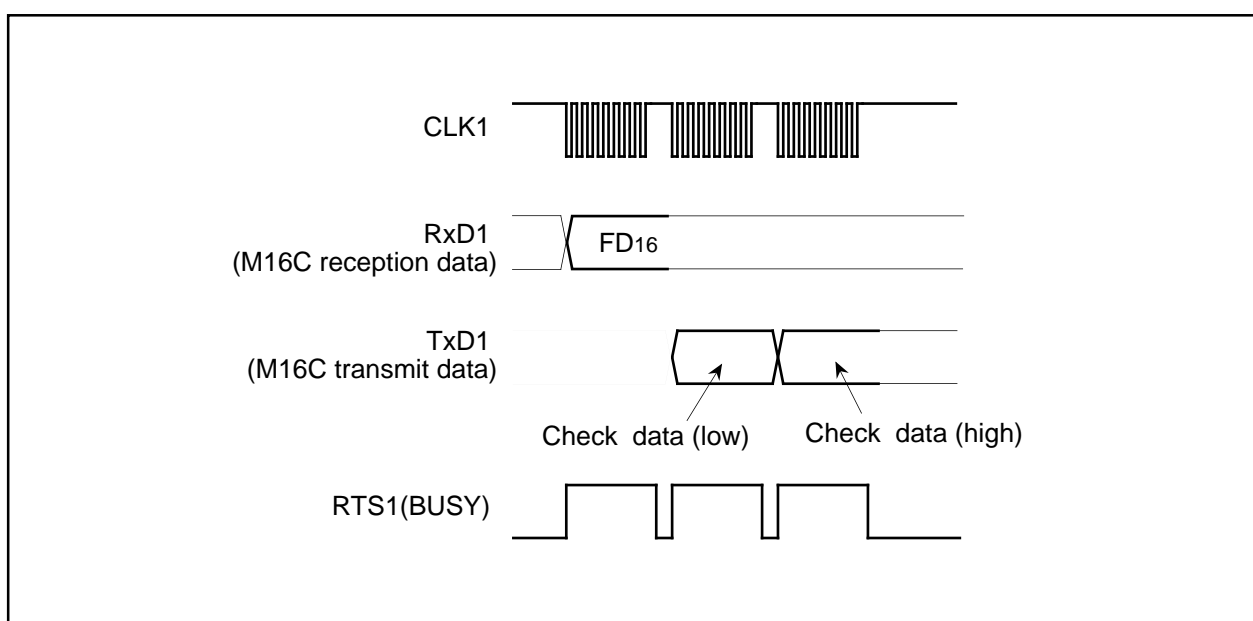 CLK1
RxD1
(M16C reception data)
FD16
TxD1
(M16C transmit data)
Check data (low)
Check data (high)
RTS1(BUSY)